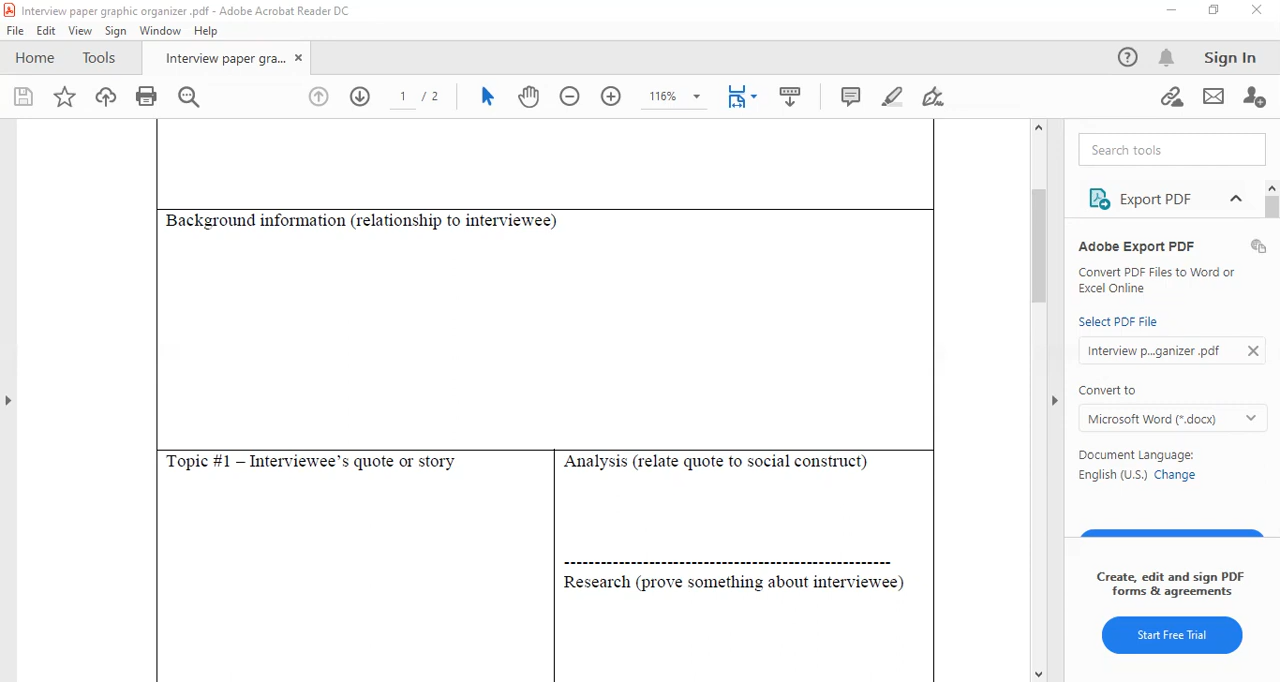 Interview paper graphic organizer .pdf - Adobe Acrobat Reader DC
File Edit View Sign Window Help
Home Tools Interview paper gra... × Sign In
1 / 2 116%
Search tools
Export PDF
Background information (relationship to interviewee)
Adobe Export PDF
Convert PDF Files to Word or
Excel Online
Select PDF File
Interview p...ganizer .pdf
Convert to
Microsoft Word (*.docx)
Document Language:
English (U.S.) Change
Topic #1 – Interviewee’s quote or story
Analysis (relate quote to social construct)
-----------------------------------------------------
Research (prove something about interviewee)
Create, edit and sign PDF
forms & agreements
Start Free Trial